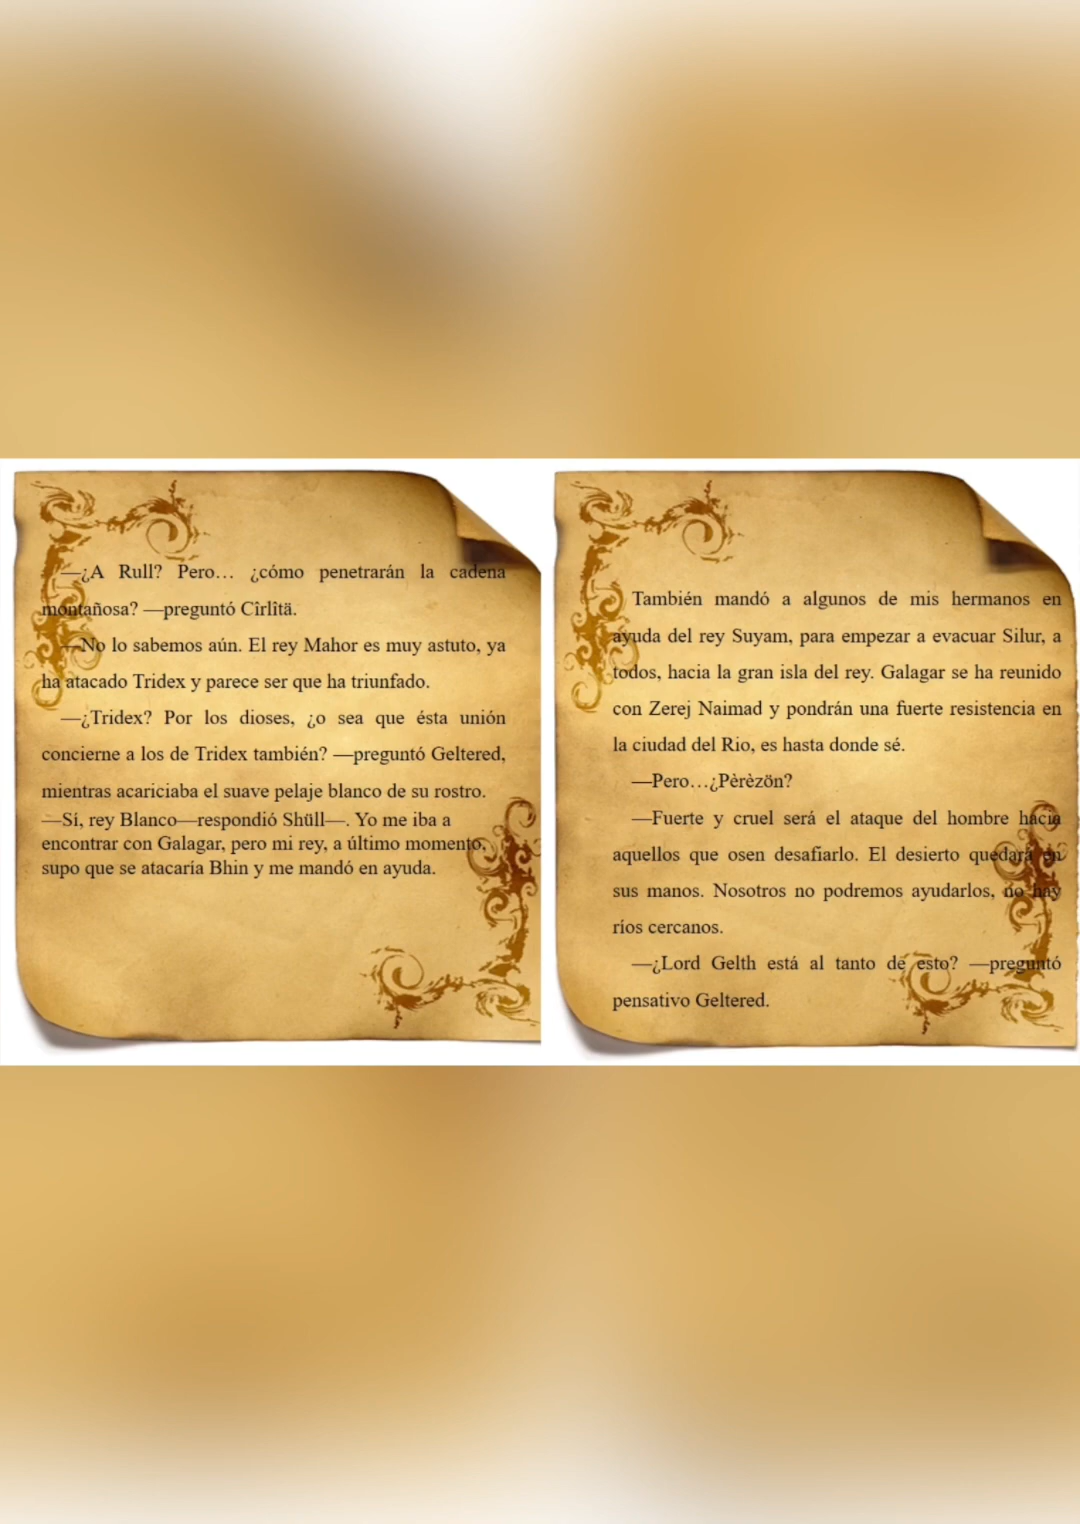 —¿A Rull? Pero… ¿cómo penetrarán la cadena
montañosa? —preguntó Cîrlîtä.
—No lo sabemos aún. El rey Mahor es muy astuto, ya
ha atacado Tridex y parece ser que ha triunfado.
—¿Tridex? Por los dioses, ¿o sea que ésta unión
concierne a los de Tridex también? —preguntó Geltered,
mientras acariciaba el suave pelaje blanco de su rostro.
—Sí, rey Blanco—respondió Shüll—. Yo me iba a
encontrar con Galagar, pero mi rey, a último momento,
supo que se atacaría Bhin y me mandó en ayuda.
También mandó a algunos de mis hermanos en
ayuda del rey Suyam, para empezar a evacuar Silur, a
todos, hacia la gran isla del rey. Galagar se ha reunido
con Zerej Naimad y pondrán una fuerte resistencia en
la ciudad del Rio, es hasta donde sé.
—Pero…¿Pèrèzön?
—Fuerte y cruel será el ataque del hombre hacia
aquellos que osen desafiarlo. El desierto quedará en
sus manos. Nosotros no podremos ayudarlos, no hay
ríos cercanos.
—¿Lord Gelth está al tanto de esto? —preguntó
pensativo Geltered.